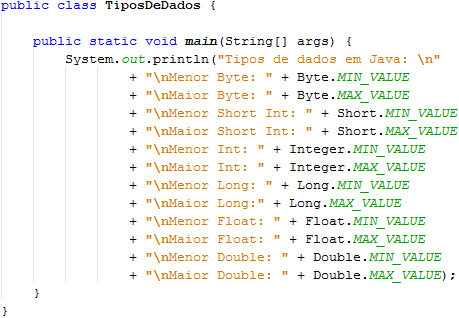 public class TiposDeDados {
public static void main(String[] args) {
System.out.println("Tipos de dados em Java: \n"
+ "\nMenor Byte: " + Byte.MIN_VALUE
+ "\nMaior Byte: " + Byte.MAX_VALUE
+ "\nMenor Short Int: " + Short.MIN_VALUE
+ "\nMaior Short Int: " + Short.MAX_VALUE
+ "\nMenor Int: " + Integer.MIN_VALUE
+ "\nMaior Int: " + Integer.MAX_VALUE
+ "\nMenor Long: " + Long.MIN_VALUE
+ "\nMaior Long:" + Long.MAX_VALUE
+ "\nMenor Float: " + Float.MIN_VALUE
+ "\nMaior Float: " + Float.MAX_VALUE
+ "\nMenor Double: " + Double.MIN_VALUE
+ "\nMaior Double: " + Double.MAX_VALUE);
}
}